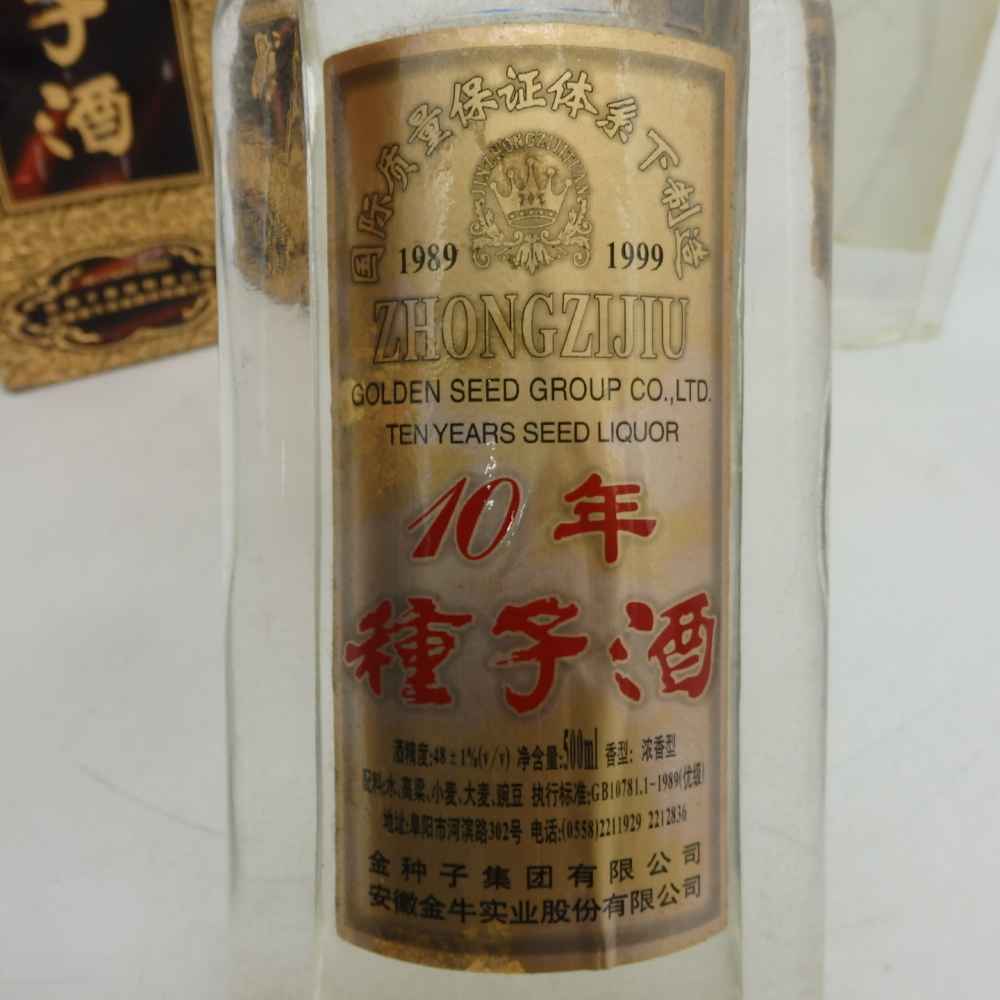 子酒
国际质量保证体系下制造
1989 1999
ZHONGZIJIU
GOLDEN SEED GROUP CO.,LTD.
TEN YEARS SEED LIQUOR
10年
種子酒
酒精度:48±1%(v/v) 净含量:500ml 香型:浓香型
配料:水、高粱、小麦、大麦、豌豆 执行标准:GB10781.1-1989(优级)
地址:阜阳市河滨路302号 电话:(0558)2211929 2212836
金种子集团有限公司
安徽金牛实业股份有限公司